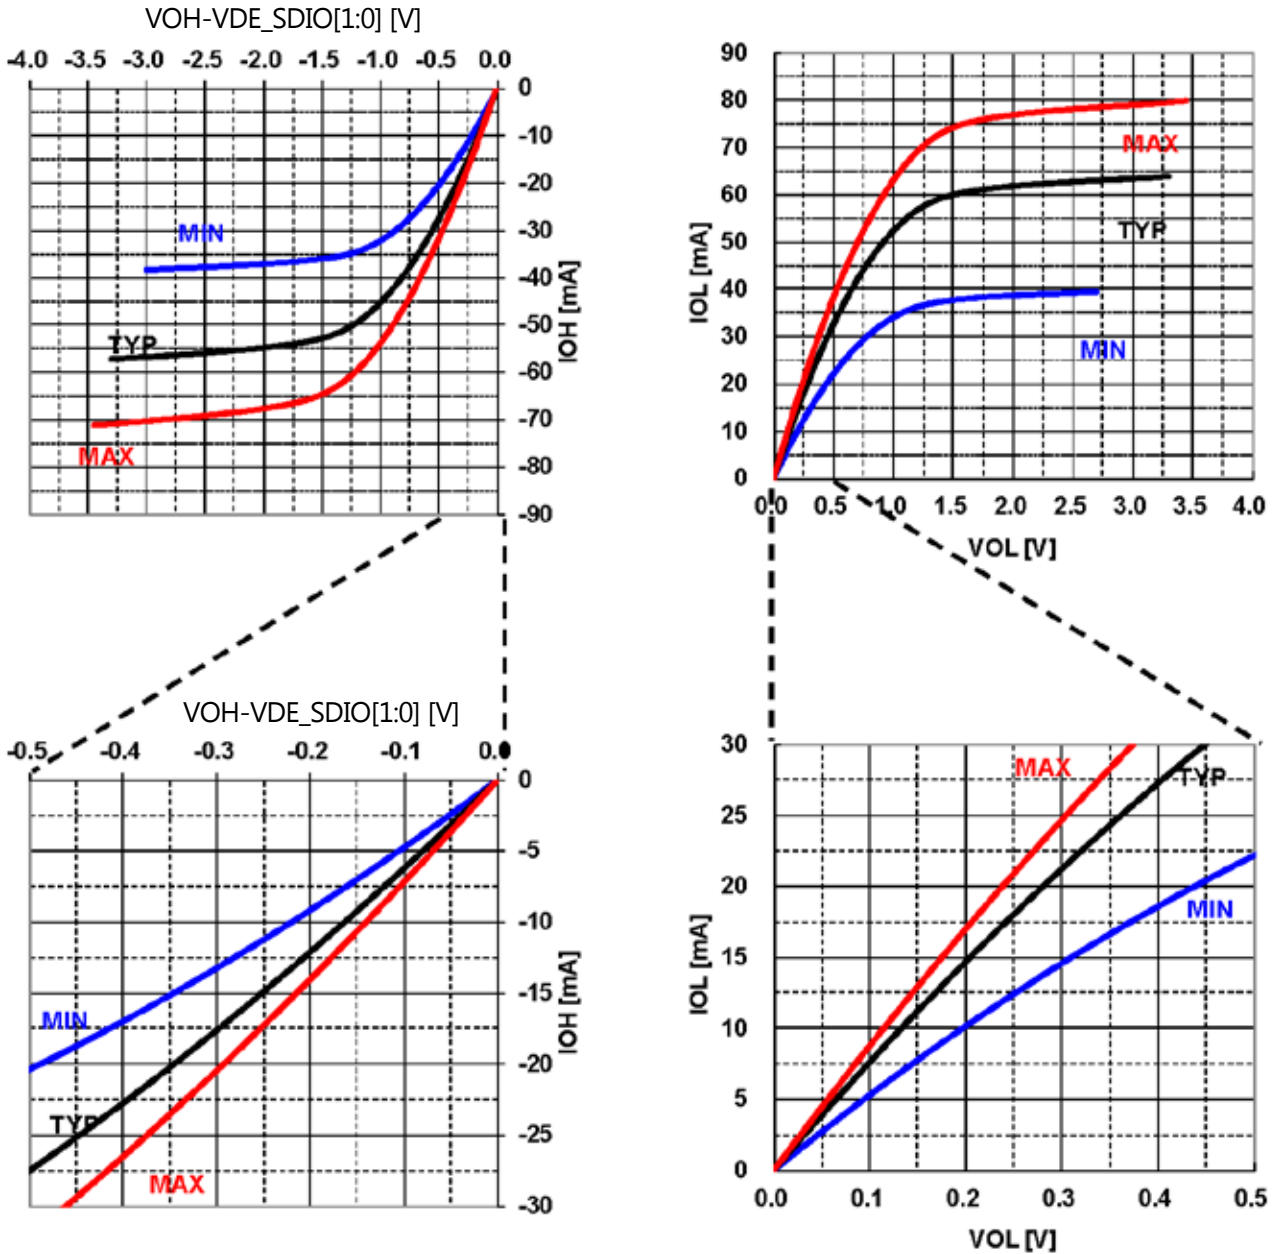 VOH-VDE_SDIO[1:0] [V]
-4.0 -3.5 -3.0 -2.5 -2.0 -1.5 -1.0 -0.5 0.0
0
-10
-20
-30
-40
-50
-60
-70
-80
-90
IOH [mA]
MIN
TYP
MAX
90
80
70
60
50
40
30
20
10
0
IOL [mA]
MAX
TYP
MIN
0.0 0.5 1.0 1.5 2.0 2.5 3.0 3.5 4.0
VOL [V]
VOH-VDE_SDIO[1:0] [V]
-0.5 -0.4 -0.3 -0.2 -0.1 0.0
0
-5
-10
-15
-20
-25
-30
IOH [mA]
MIN
TYP
MAX
30
25
20
15
10
5
0
IOL [mA]
MAX
TYP
MIN
0.0 0.1 0.2 0.3 0.4 0.5
VOL [V]